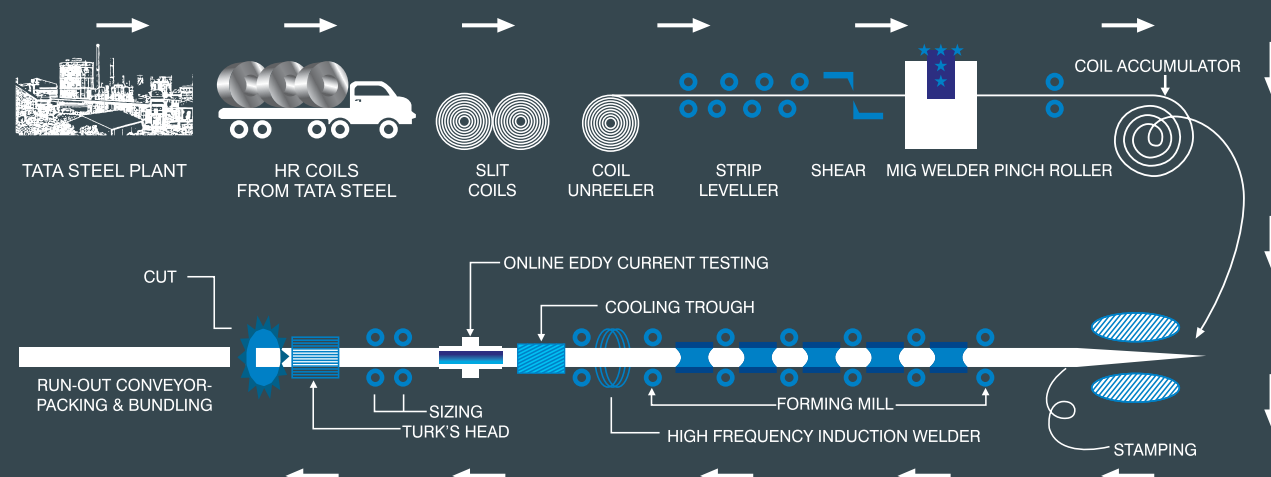 COIL ACCUMULATOR
TATA STEEL PLANT
HR COILS
FROM TATA STEEL
SLIT
COILS
COIL
UNREELER
STRIP
LEVELLER
SHEAR
MIG WELDER
PINCH ROLLER
CUT
ONLINE EDDY CURRENT TESTING
COOLING TROUGH
RUN-OUT CONVEYOR-
PACKING & BUNDLING
SIZING
TURK'S HEAD
FORMING MILL
HIGH FREQUENCY INDUCTION WELDER
STAMPING